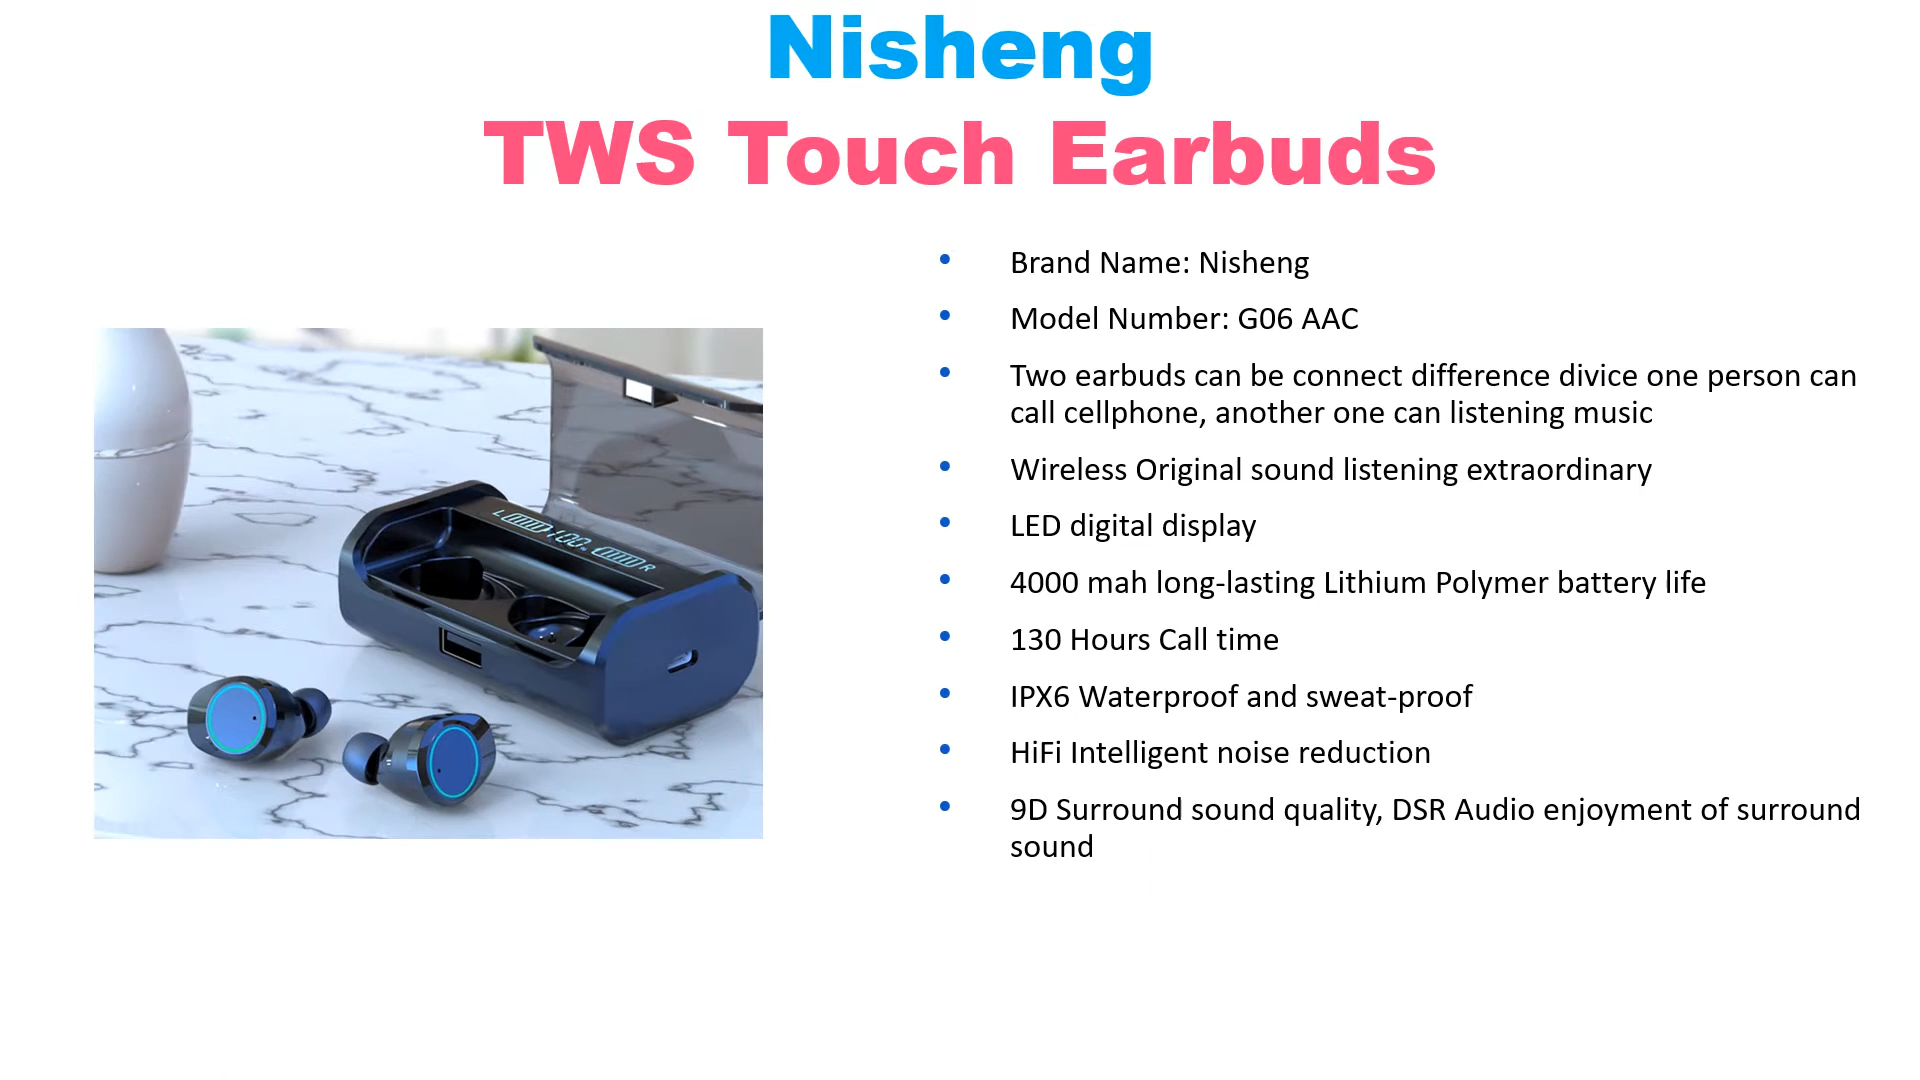 Nisheng
TWS Touch Earbuds
Brand Name: Nisheng
Model Number: G06 AAC
Two earbuds can be connect difference divice one person can
call cellphone, another one can listening music
Wireless Original sound listening extraordinary
LED digital display
4000 mah long-lasting Lithium Polymer battery life
130 Hours Call time
IPX6 Waterproof and sweat-proof
HiFi Intelligent noise reduction
9D Surround sound quality, DSR Audio enjoyment of surround
sound
L 100 R